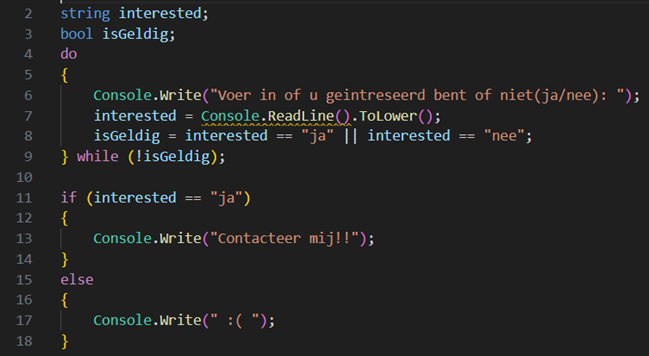 2 string interested;
3 bool isGeldig;
4 do
5 {
6 Console.Write("Voer in of u geintreseerd bent of niet(ja/nee): ");
7 interested = Console.ReadLine().ToLower();
8 isGeldig = interested == "ja" || interested == "nee";
9 } while (!isGeldig);
10
11 if (interested == "ja")
12 {
13 Console.Write("Contacteer mij!!");
14 }
15 else
16 {
17 Console.Write(" :( ");
18 }